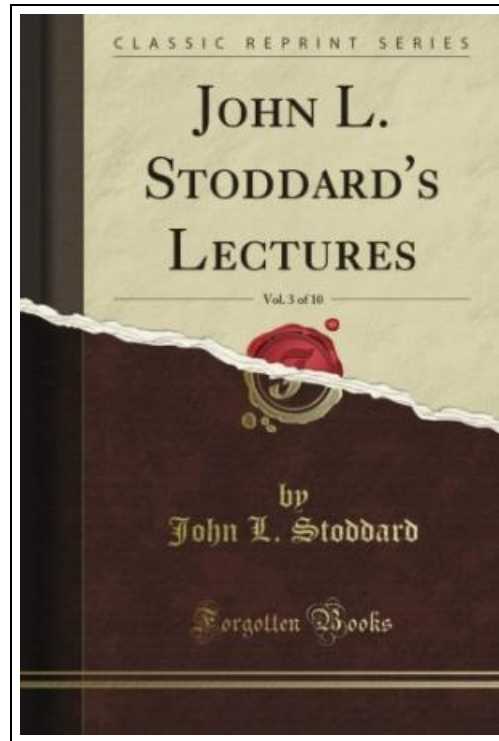 CLASSIC REPRINT SERIES
JOHN L.
STODDARD'S
LECTURES
Vol. 3 of 10
by
John L. Stoddard
Forgotten Books